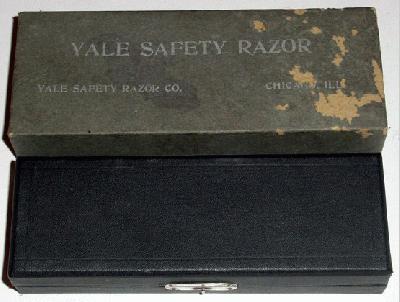 YALE SAFETY RAZOR
YALE SAFETY RAZOR CO. CHICAGO, ILL.